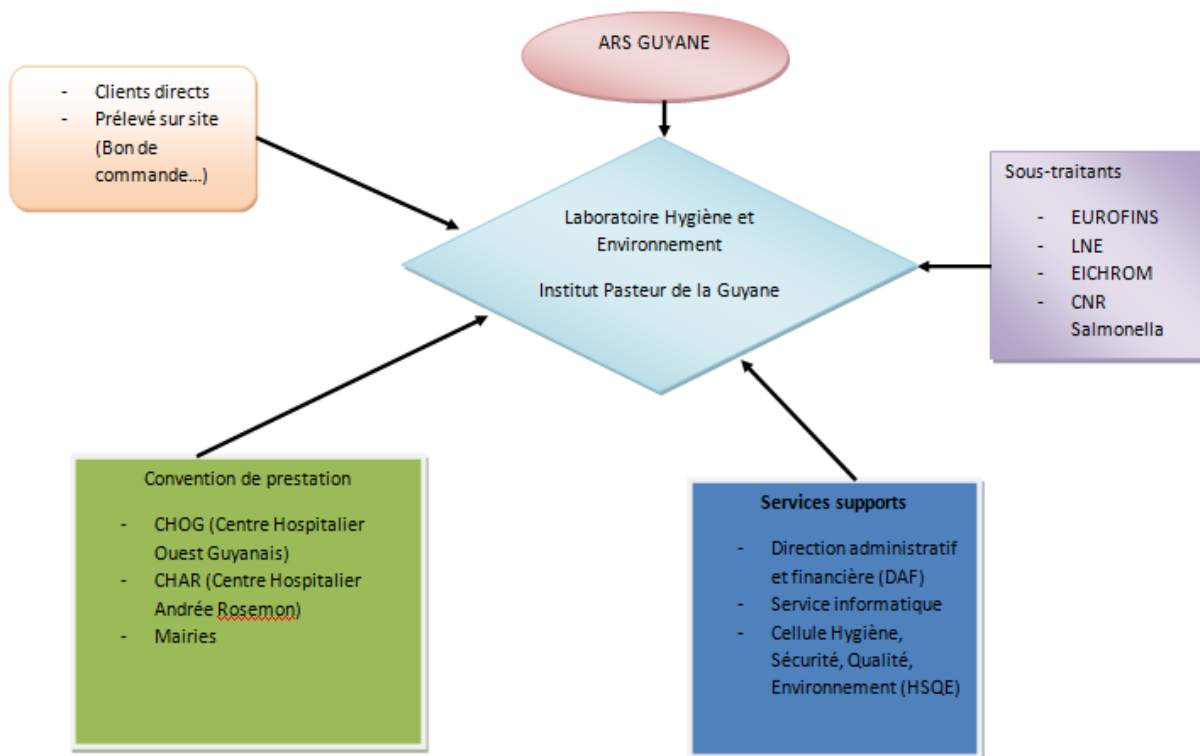 ARS GUYANE
- Clients directs
- Prélevé sur site
(Bon de
commande...)
Laboratoire Hygiène et
Environnement
Institut Pasteur de la Guyane
Sous-traitants
- EUROFINS
- LNE
- EICHROM
- CNR
Salmonella
Convention de prestation
- CHOG (Centre Hospitalier
Ouest Guyanais)
- CHAR (Centre Hospitalier
Andrée Rosemon)
- Mairies
Services supports
- Direction administratif
et financière (DAF)
- Service informatique
- Cellule Hygiène,
Sécurité, Qualité,
Environnement (HSQE)